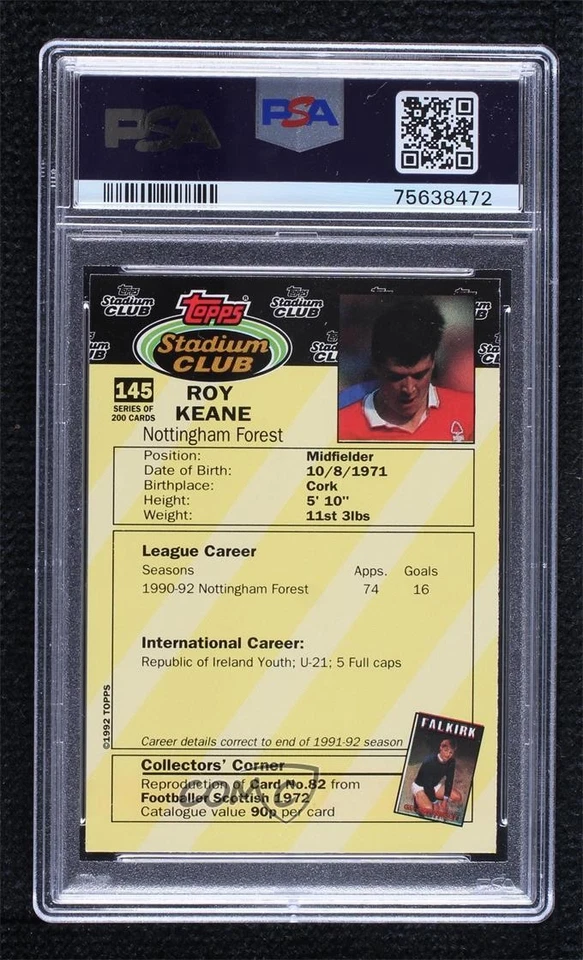 PSA
PSA
75638472
Topps Stadium CLUB
Topps Stadium CLUB
Topps Stadium CLUB
topps®
Stadium
CLUB
145
SERIES OF
200 CARDS
ROY
KEANE
Nottingham Forest
Position: Midfielder
Date of Birth: 10/8/1971
Birthplace: Cork
Height: 5' 10"
Weight: 11st 3lbs
League Career
Seasons Apps. Goals
1990-92 Nottingham Forest 74 16
International Career:
Republic of Ireland Youth; U-21; 5 Full caps
©1992 TOPPS
Career details correct to end of 1991-92 season
FALKIRK
Collectors' Corner
Reproduction of Card No.82 from
Footballer Scottish 1972
Catalogue value 90p per card
COMC